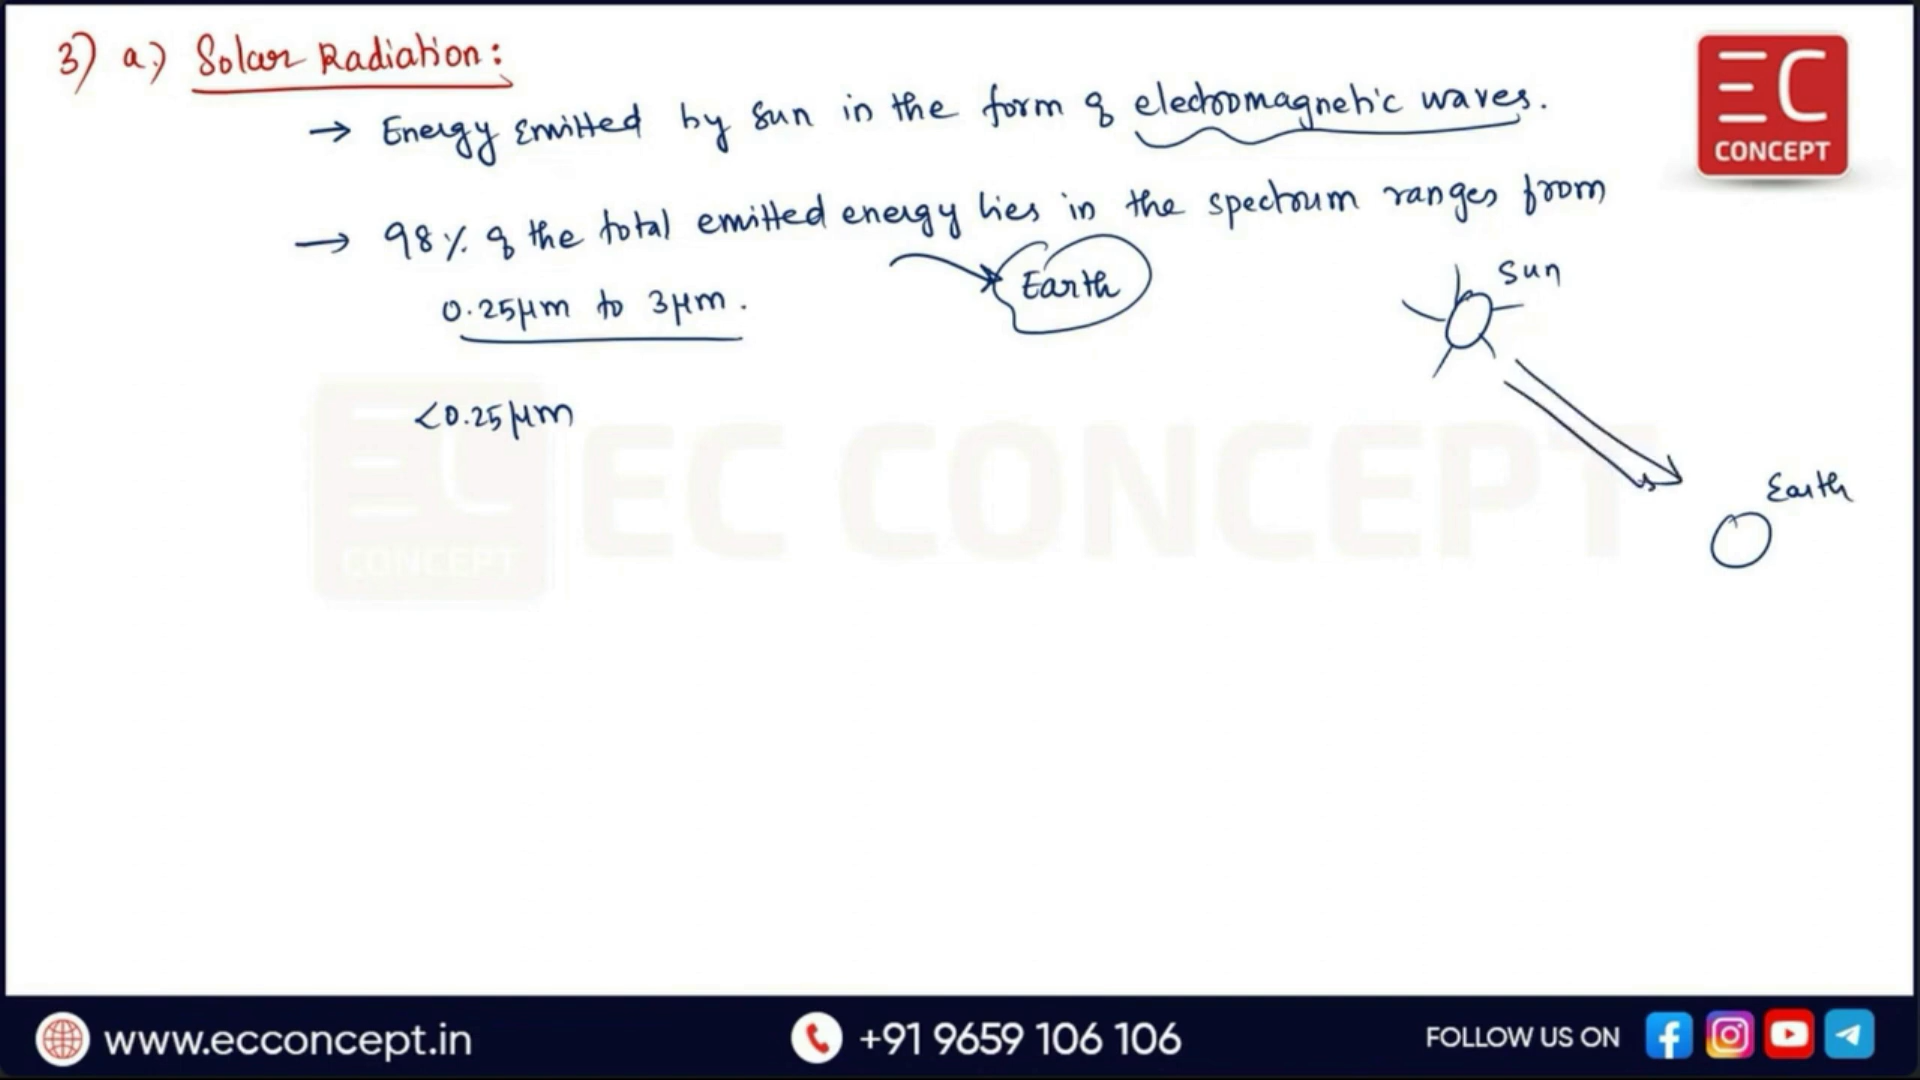 3) a.) Solar Radiation:
→ Energy Emitted by Sun in the form of electromagnetic waves.
→ 98% of the total emitted energy lies in the spectrum ranges from
0.25μm to 3μm.
Earth
Sun
<0.25μm
Earth
EC
CONCEPT
EC CONCEPT
CONCEPT
www.ecconcept.in
+91 9659 106 106
FOLLOW US ON